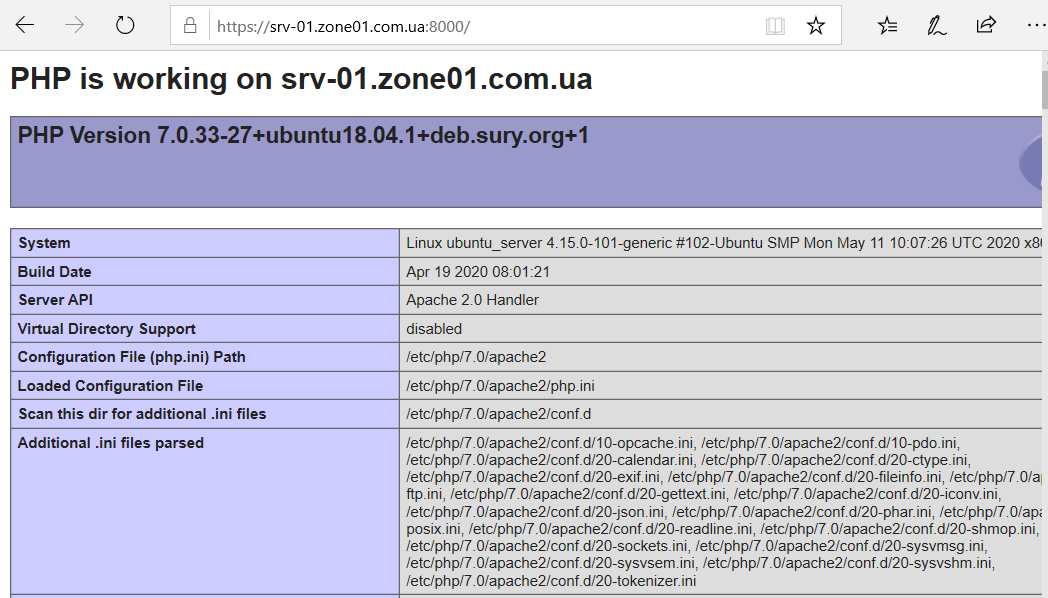 https://srv-01.zone01.com.ua:8000/
PHP is working on srv-01.zone01.com.ua
PHP Version 7.0.33-27+ubuntu18.04.1+deb.sury.org+1
System Linux ubuntu_server 4.15.0-101-generic #102-Ubuntu SMP Mon May 11 10:07:26 UTC 2020
Build Date Apr 19 2020 08:01:21
Server API Apache 2.0 Handler
Virtual Directory Support disabled
Configuration File (php.ini) Path /etc/php/7.0/apache2
Loaded Configuration File /etc/php/7.0/apache2/php.ini
Scan this dir for additional .ini files /etc/php/7.0/apache2/conf.d
Additional .ini files parsed /etc/php/7.0/apache2/conf.d/10-opcache.ini, /etc/php/7.0/apache2/conf.d/10-pdo.ini,
/etc/php/7.0/apache2/conf.d/20-calendar.ini, /etc/php/7.0/apache2/conf.d/20-ctype.ini,
/etc/php/7.0/apache2/conf.d/20-exif.ini, /etc/php/7.0/apache2/conf.d/20-fileinfo.ini,
ftp.ini, /etc/php/7.0/apache2/conf.d/20-gettext.ini, /etc/php/7.0/apache2/conf.d/20-iconv.ini,
/etc/php/7.0/apache2/conf.d/20-json.ini, /etc/php/7.0/apache2/conf.d/20-phar.ini,
posix.ini, /etc/php/7.0/apache2/conf.d/20-readline.ini, /etc/php/7.0/apache2/conf.d/20-shmop.ini,
/etc/php/7.0/apache2/conf.d/20-sockets.ini, /etc/php/7.0/apache2/conf.d/20-sysvmsg.ini,
/etc/php/7.0/apache2/conf.d/20-sysvsem.ini, /etc/php/7.0/apache2/conf.d/20-sysvshm.ini,
/etc/php/7.0/apache2/conf.d/20-tokenizer.ini